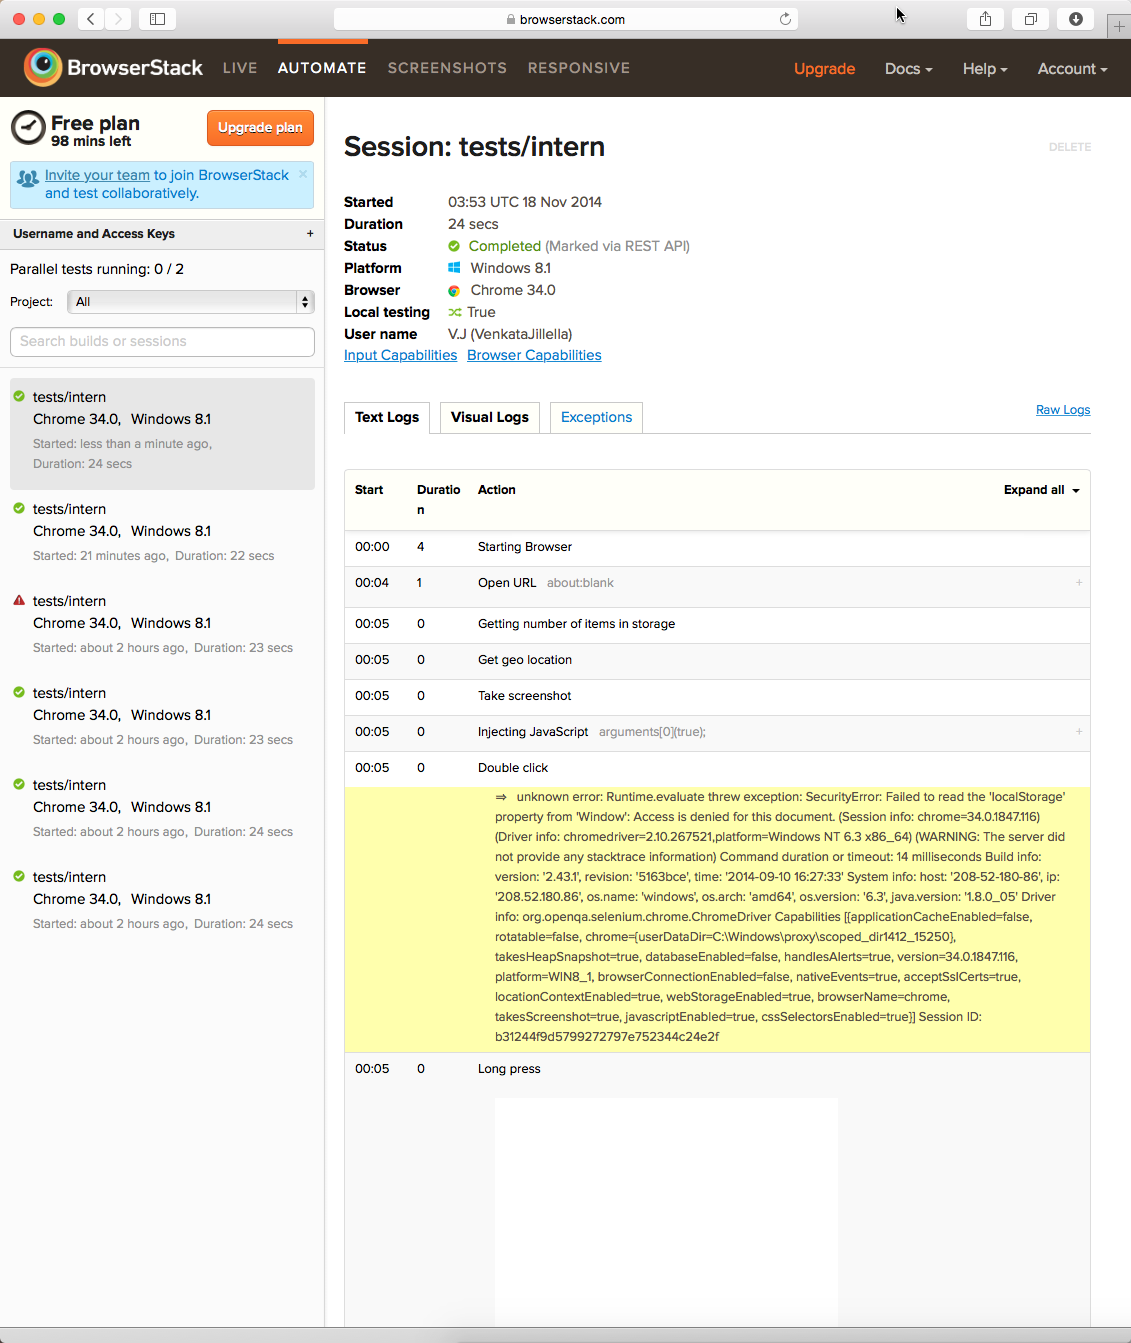 browserstack.com
BrowserStack
LIVE
AUTOMATE
SCREENSHOTS
RESPONSIVE
Upgrade
Docs
Help
Account
Free plan
98 mins left
Upgrade plan
Invite your team to join BrowserStack
and test collaboratively.
×
Username and Access Keys
+
Parallel tests running: 0 / 2
Project:
All
Search builds or sessions
tests/intern
Chrome 34.0, Windows 8.1
Started: less than a minute ago,
Duration: 24 secs
tests/intern
Chrome 34.0, Windows 8.1
Started: 21 minutes ago, Duration: 22 secs
tests/intern
Chrome 34.0, Windows 8.1
Started: about 2 hours ago, Duration: 23 secs
tests/intern
Chrome 34.0, Windows 8.1
Started: about 2 hours ago, Duration: 23 secs
tests/intern
Chrome 34.0, Windows 8.1
Started: about 2 hours ago, Duration: 24 secs
tests/intern
Chrome 34.0, Windows 8.1
Started: about 2 hours ago, Duration: 24 secs
Session: tests/intern
DELETE
Started 03:53 UTC 18 Nov 2014
Duration 24 secs
Status Completed (Marked via REST API)
Platform Windows 8.1
Browser Chrome 34.0
Local testing True
User name V.J (VenkataJillella)
Input Capabilities Browser Capabilities
Text Logs
Visual Logs
Exceptions
Raw Logs
Start
Duratio
n
Action
Expand all
00:00 4 Starting Browser
00:04 1 Open URL about:blank +
00:05 0 Getting number of items in storage
00:05 0 Get geo location
00:05 0 Take screenshot
00:05 0 Injecting JavaScript arguments[0](true); +
00:05 0 Double click
⇒ unknown error: Runtime.evaluate threw exception: SecurityError: Failed to read the 'localStorage'
property from 'Window': Access is denied for this document. (Session info: chrome=34.0.1847.116)
(Driver info: chromedriver=2.10.267521,platform=Windows NT 6.3 x86_64) (WARNING: The server did
not provide any stacktrace information) Command duration or timeout: 14 milliseconds Build info:
version: '2.43.1', revision: '5163bce', time: '2014-09-10 16:27:33' System info: host: '208-52-180-86', ip:
'208.52.180.86', os.name: 'windows', os.arch: 'amd64', os.version: '6.3', java.version: '1.8.0_05' Driver
info: org.openqa.selenium.chrome.ChromeDriver Capabilities [{applicationCacheEnabled=false,
rotatable=false, chrome={userDataDir=C:\Windows\proxy\scoped_dir1412_15250},
takesHeapSnapshot=true, databaseEnabled=false, handlesAlerts=true, version=34.0.1847.116,
platform=WIN8_1, browserConnectionEnabled=false, nativeEvents=true, acceptSslCerts=true,
locationContextEnabled=true, webStorageEnabled=true, browserName=chrome,
takesScreenshot=true, javascriptEnabled=true, cssSelectorsEnabled=true}] Session ID:
b31244f9d5799272797e752344c24e2f
00:05 0 Long press